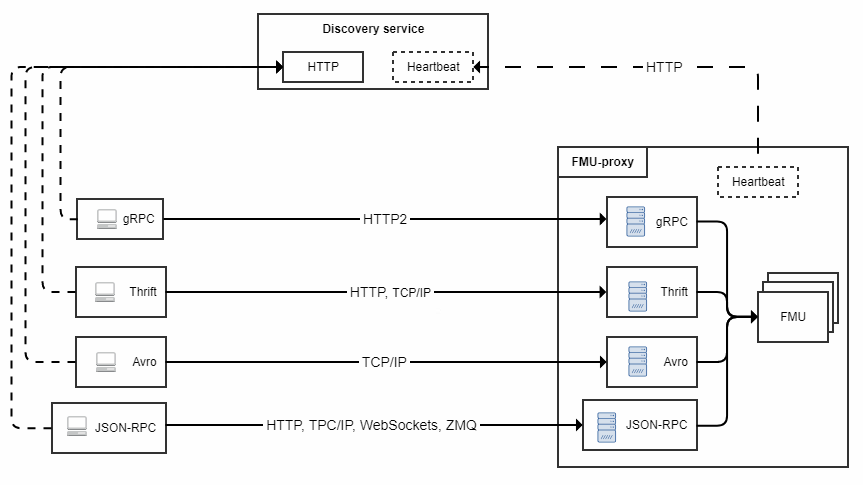 Discovery service
HTTP
Heartbeat
HTTP
FMU-proxy
Heartbeat
gRPC
HTTP2
gRPC
Thrift
HTTP, TCP/IP
Thrift
FMU
Avro
TCP/IP
Avro
JSON-RPC
HTTP, TPC/IP, WebSockets, ZMQ
JSON-RPC